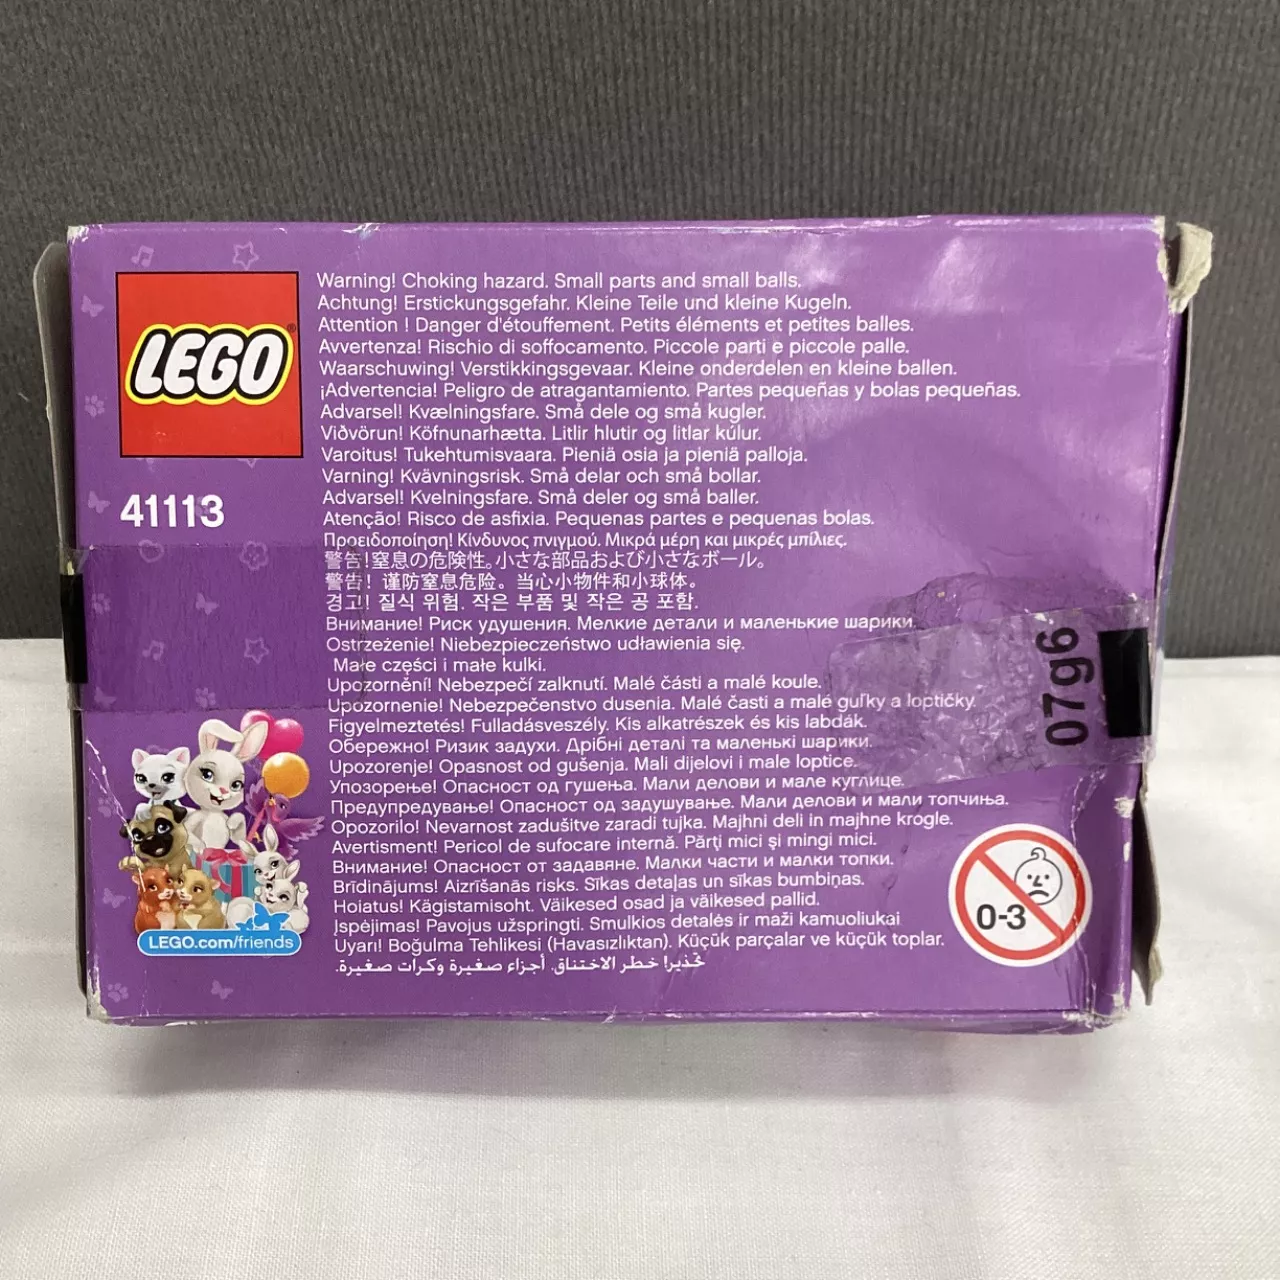 LEGO®
41113
Warning! Choking hazard. Small parts and small balls.
Achtung! Erstickungsgefahr. Kleine Teile und kleine Kugeln.
Attention ! Danger d'étouffement. Petits éléments et petites balles.
Avvertenza! Rischio di soffocamento. Piccole parti e piccole palle.
Waarschuwing! Verstikkingsgevaar. Kleine onderdelen en kleine ballen.
¡Advertencia! Peligro de atragantamiento. Partes pequeñas y bolas pequeñas.
Advarsel! Kvælningsfare. Små dele og små kugler.
Viðvörun! Köfnunarhætta. Litlir hlutir og litlar kúlur.
Varoitus! Tukehtumisvaara. Pieniä osia ja pieniä palloja.
Varning! Kvävningsrisk. Små delar och små bollar.
Advarsel! Kvelningsfare. Små deler og små baller.
Atenção! Risco de asfixia. Pequenas partes e pequenas bolas.
Προειδοποίηση! Κίνδυνος πνιγμού. Μικρά μέρη και μικρές μπίλιες.
警告!窒息の危険性。小さな部品および小さなボール。
警告！谨防窒息危险。当心小物件和小球体。
경고! 질식 위험. 작은 부품 및 작은 공 포함.
Внимание! Риск удушения. Мелкие детали и маленькие шарики.
Ostrzeżenie! Niebezpieczeństwo udławienia się.
Małe części i małe kulki.
Upozornění! Nebezpečí zalknutí. Malé části a malé koule.
Upozornenie! Nebezpečenstvo dusenia. Malé časti a malé guľky a loptičky.
Figyelmeztetés! Fulladásveszély. Kis alkatrészek és kis labdák.
Обережно! Ризик задухи. Дрібні деталі та маленькі шарики.
Upozorenje! Opasnost od gušenja. Mali dijelovi i male loptice.
Упозорење! Опасност од гушења. Мали делови и мале куглице.
Предупредување! Опасност од задушување. Мали делови и мали топчиња.
Opozorilo! Nevarnost zadušitve zaradi tujka. Majhni deli in majhne krogle.
Avertisment! Pericol de sufocare internă. Părţi mici şi mingi mici.
Внимание! Опасност от задавяне. Малки части и малки топки.
Brīdinājums! Aizrīšanās risks. Sīkas detaļas un sīkas bumbiņas.
Hoiatus! Kägistamisoht. Väikesed osad ja väikesed pallid.
Įspėjimas! Pavojus užspringti. Smulkios detalės ir maži kamuoliukai
Uyarı! Boğulma Tehlikesi (Havasızlıktan). Küçük parçalar ve küçük toplar.
تحذير! خطر الاختناق. أجزاء صغيرة وكرات صغيرة.
07g6
0-3
LEGO.com/friends